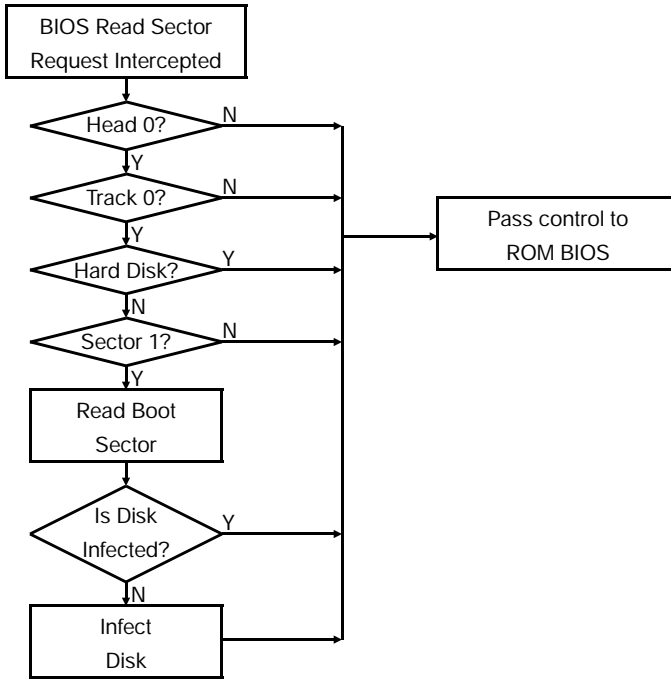 BIOS Read Sector
Request Intercepted
Head 0?
N
Y
Track 0?
N
Y
Pass control to
ROM BIOS
Hard Disk?
Y
N
Sector 1?
N
Y
Read Boot
Sector
Is Disk
Infected?
Y
N
Infect
Disk